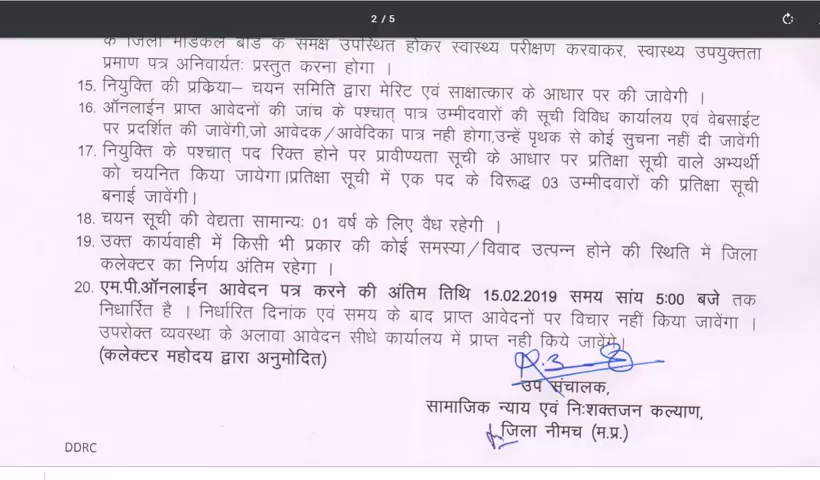 2 / 5
के जिला मेडिकल बोर्ड के समक्ष उपस्थित होकर स्वास्थ्य परीक्षण करवाकर, स्वास्थ्य उपयुक्तता
प्रमाण पत्र अनिवार्यतः प्रस्तुत करना होगा ।
15. नियुक्ति की प्रकिया– चयन समिति द्वारा मेरिट एवं साक्षात्कार के आधार पर की जावेगी ।
16. ऑनलाईन प्राप्त आवेदनों की जांच के पश्चात् पात्र उम्मीदवारों की सूची विविध कार्यालय एवं वेबसाईट
पर प्रदर्शित की जावेंगी,जो आवेदक/आवेदिका पात्र नही होगा,उन्हें पृथक से कोई सुचना नहीं दी जावेंगी
17. नियुक्ति के पश्चात् पद रिक्त होने पर प्रावीण्यता सूची के आधार पर प्रतिक्षा सूची वाले अभ्यर्थी
को चयनित किया जायेगा।प्रतिक्षा सूची में एक पद के विरूद्ध 03 उम्मीदवारों की प्रतिक्षा सूची
बनाई जावेंगी।
18. चयन सूची की वेद्यता सामान्यः 01 वर्ष के लिए वैध रहेगी ।
19. उक्त कार्यवाही में किसी भी प्रकार की कोई समस्या/विवाद उत्पन्न होने की स्थिति में जिला
कलेक्टर का निर्णय अंतिम रहेगा ।
20. एम.पी.ऑनलाईन आवेदन पत्र करने की अंतिम तिथि 15.02.2019 समय सांय 5:00 बजे तक
निधारित है । निर्धारित दिनांक एवं समय के बाद प्राप्त आवेदनों पर विचार नहीं किया जावेंगा ।
उपरोक्त व्यवस्था के अलावा आवेदन सीधे कार्यालय में प्राप्त नही किये जावेंगे।
(कलेक्टर महोदय द्वारा अनुमोदित)
उप संचालक,
सामाजिक न्याय एवं निःशक्तजन कल्याण,
जिला नीमच (म.प्र.)
DDRC